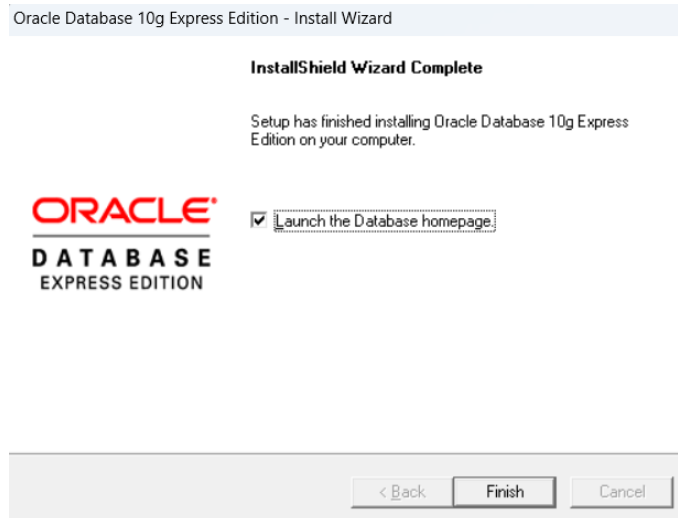 Oracle Database 10g Express Edition - Install Wizard
InstallShield Wizard Complete
Setup has finished installing Oracle Database 10g Express
Edition on your computer.
ORACLE
DATABASE
EXPRESS EDITION
Launch the Database homepage.
< Back
Finish
Cancel